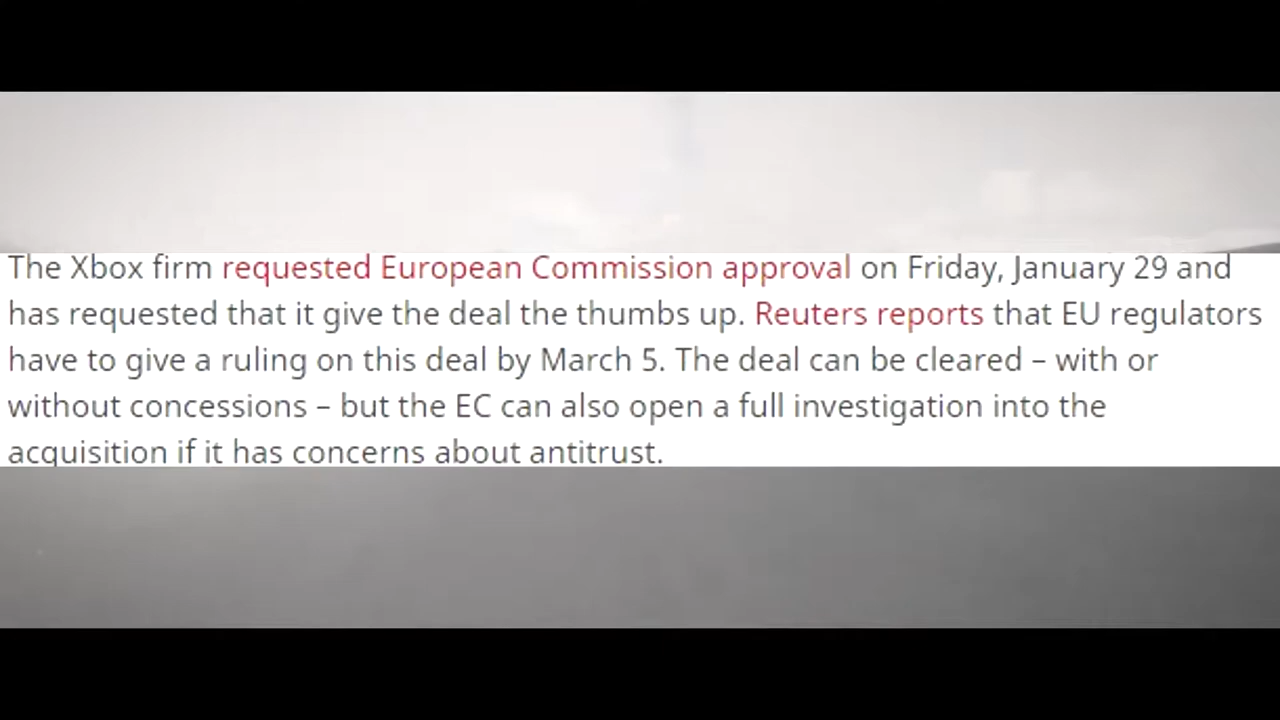 The Xbox firm requested European Commission approval on Friday, January 29 and
has requested that it give the deal the thumbs up. Reuters reports that EU regulators
have to give a ruling on this deal by March 5. The deal can be cleared – with or
without concessions – but the EC can also open a full investigation into the
acquisition if it has concerns about antitrust.